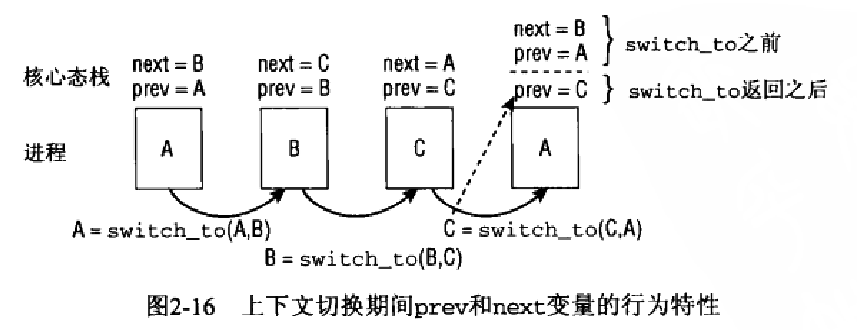 核心态栈
next = B
prev = A
next = C
prev = B
next = A
prev = C
next = B
prev = A
switch_to之前
prev = C
switch_to返回之后
进程
A
B
C
A
A = switch_to(A,B)
B = switch_to(B,C)
C = switch_to(C,A)
图2-16 上下文切换期间prev和next变量的行为特性